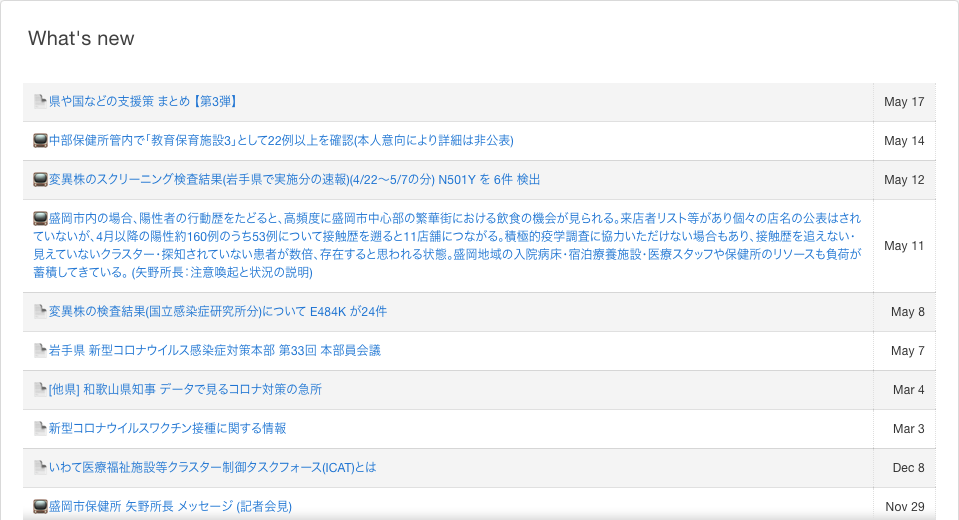 What's new
県や国などの支援策 まとめ【第3弾】
May 17
中部保健所管内で「教育保育施設3」として22例以上を確認(本人意向により詳細は非公表)
May 14
変異株のスクリーニング検査結果(岩手県で実施分の速報)(4/22〜5/7の分) N501Y を 6件 検出
May 12
盛岡市内の場合、陽性者の行動歴をたどると、高頻度に盛岡市中心部の繁華街における飲食の機会が見られる。来店者リスト等があり個々の店名の公表はされ
ていないが、4月以降の陽性約160例のうち53例について接触歴を遡ると11店舗につながる。積極的疫学調査に協力いただけない場合もあり、接触歴を追えない・
見えていないクラスター・探知されていない患者が数倍、存在すると思われる状態。盛岡地域の入院病床・宿泊療養施設・医療スタッフや保健所のリソースも負荷が
蓄積してきている。(矢野所長：注意喚起と状況の説明)
May 11
変異株の検査結果(国立感染症研究所分)について E484K が24件
May 8
岩手県 新型コロナウイルス感染症対策本部 第33回 本部員会議
May 7
[他県] 和歌山県知事 データで見るコロナ対策の急所
Mar 4
新型コロナウイルスワクチン接種に関する情報
Mar 3
いわて医療福祉施設等クラスター制御タスクフォース(ICAT)とは
Dec 8
盛岡市保健所 矢野所長 メッセージ (記者会見)
Nov 29